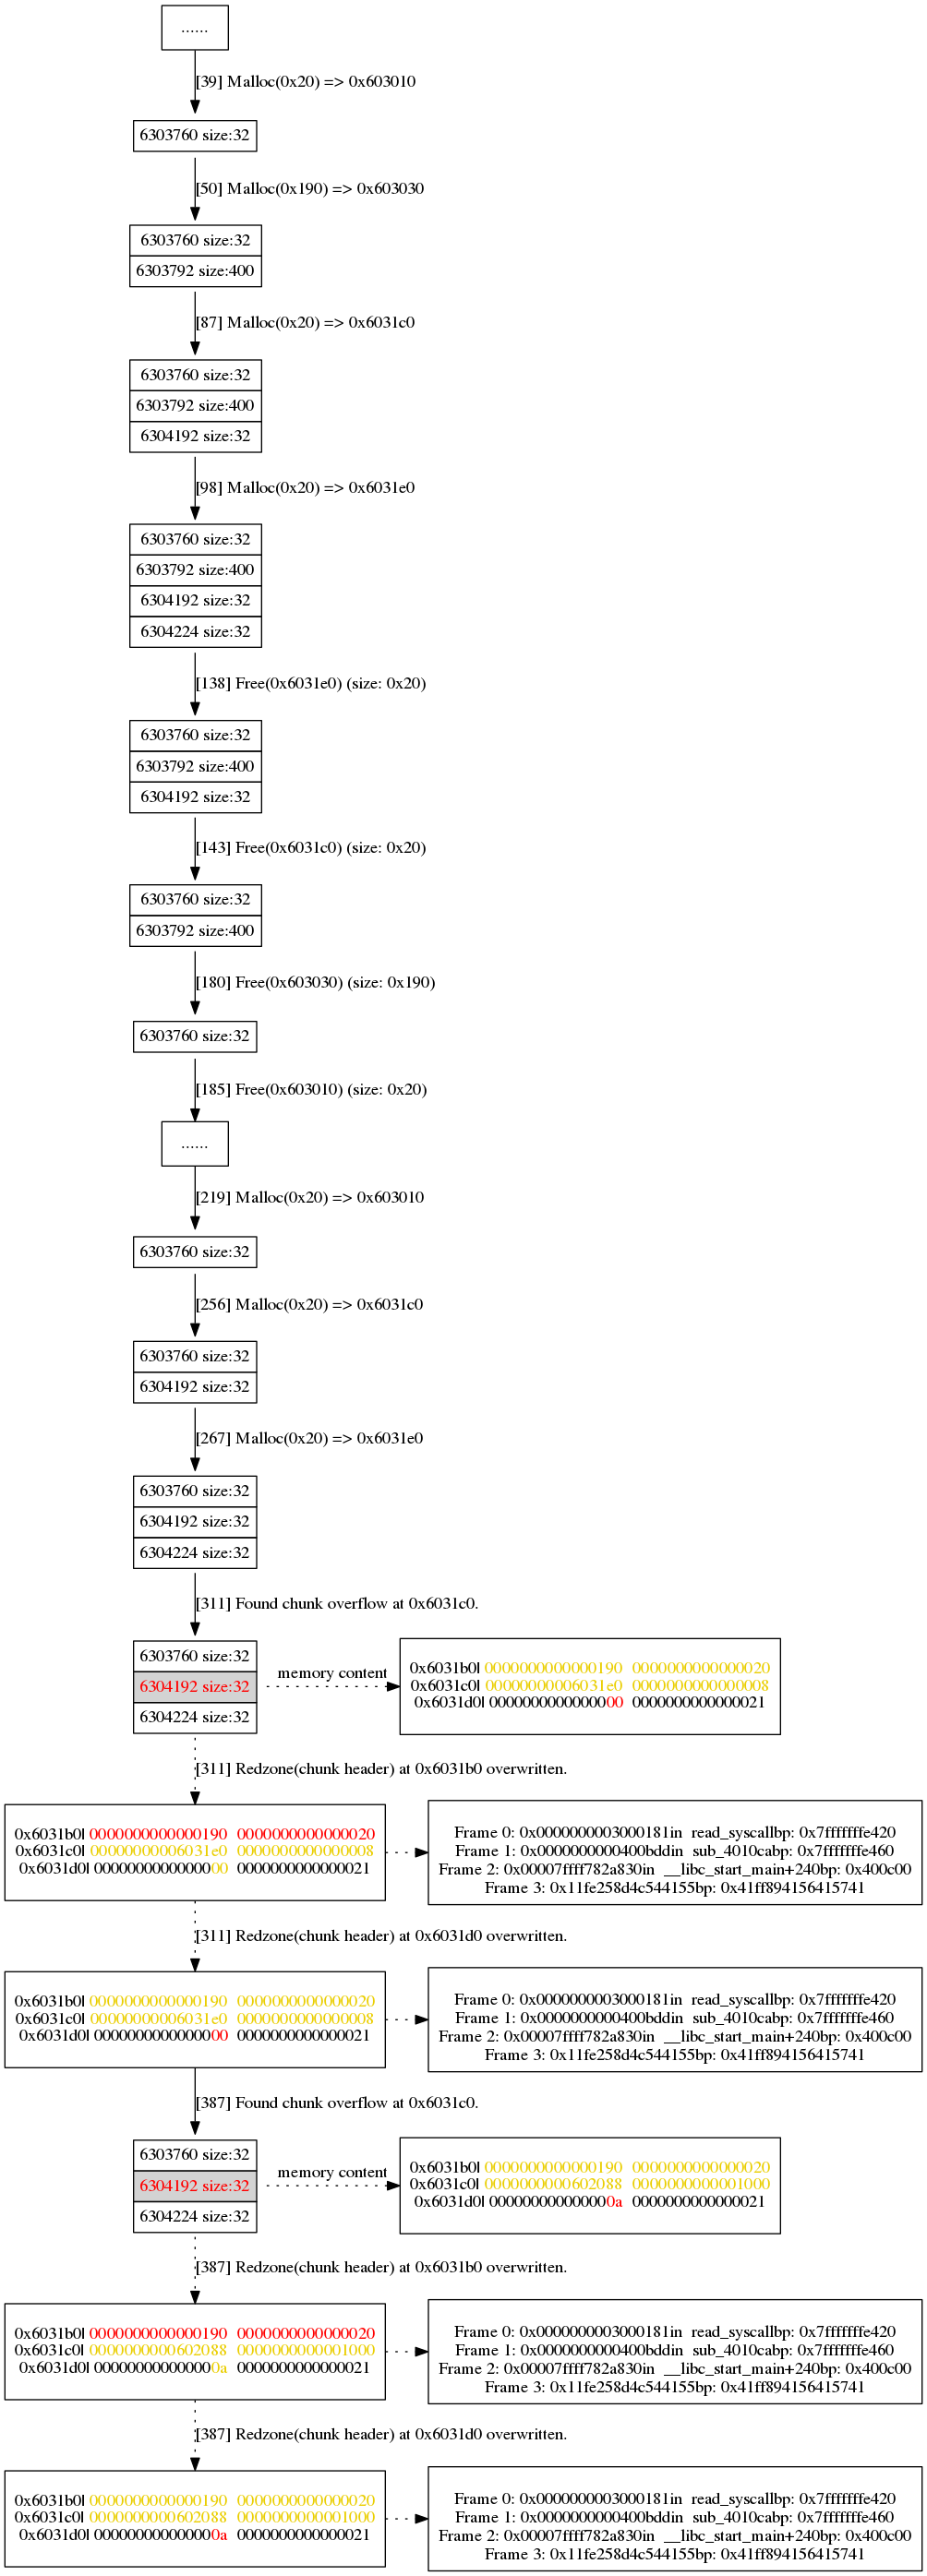 ......
[39] Malloc(0x20) => 0x603010
6303760 size:32
[50] Malloc(0x190) => 0x603030
6303760 size:32
6303792 size:400
[87] Malloc(0x20) => 0x6031c0
6303760 size:32
6303792 size:400
6304192 size:32
[98] Malloc(0x20) => 0x6031e0
6303760 size:32
6303792 size:400
6304192 size:32
6304224 size:32
[138] Free(0x6031e0) (size: 0x20)
6303760 size:32
6303792 size:400
6304192 size:32
[143] Free(0x6031c0) (size: 0x20)
6303760 size:32
6303792 size:400
[180] Free(0x603030) (size: 0x190)
6303760 size:32
[185] Free(0x603010) (size: 0x20)
......
[219] Malloc(0x20) => 0x603010
6303760 size:32
[256] Malloc(0x20) => 0x6031c0
6303760 size:32
6304192 size:32
[267] Malloc(0x20) => 0x6031e0
6303760 size:32
6304192 size:32
6304224 size:32
[311] Found chunk overflow at 0x6031c0.
6303760 size:32
6304192 size:32
6304224 size:32
memory content
0x6031b0| 0000000000000190 0000000000000020
0x6031c0| 00000000006031e0 0000000000000008
0x6031d0| 0000000000000000 0000000000000021
[311] Redzone(chunk header) at 0x6031b0 overwritten.
0x6031b0| 0000000000000190 0000000000000020
0x6031c0| 00000000006031e0 0000000000000008
0x6031d0| 0000000000000000 0000000000000021
Frame 0: 0x0000000003000181in read_syscallbp: 0x7fffffffe420
Frame 1: 0x0000000000400bddin sub_4010cabp: 0x7fffffffe460
Frame 2: 0x00007ffff782a830in __libc_start_main+240bp: 0x400c00
Frame 3: 0x11fe258d4c544155bp: 0x41ff894156415741
[311] Redzone(chunk header) at 0x6031d0 overwritten.
0x6031b0| 0000000000000190 0000000000000020
0x6031c0| 00000000006031e0 0000000000000008
0x6031d0| 0000000000000000 0000000000000021
Frame 0: 0x0000000003000181in read_syscallbp: 0x7fffffffe420
Frame 1: 0x0000000000400bddin sub_4010cabp: 0x7fffffffe460
Frame 2: 0x00007ffff782a830in __libc_start_main+240bp: 0x400c00
Frame 3: 0x11fe258d4c544155bp: 0x41ff894156415741
[387] Found chunk overflow at 0x6031c0.
6303760 size:32
6304192 size:32
6304224 size:32
memory content
0x6031b0| 0000000000000190 0000000000000020
0x6031c0| 0000000000602088 0000000000001000
0x6031d0| 000000000000000a 0000000000000021
[387] Redzone(chunk header) at 0x6031b0 overwritten.
0x6031b0| 0000000000000190 0000000000000020
0x6031c0| 0000000000602088 0000000000001000
0x6031d0| 000000000000000a 0000000000000021
Frame 0: 0x0000000003000181in read_syscallbp: 0x7fffffffe420
Frame 1: 0x0000000000400bddin sub_4010cabp: 0x7fffffffe460
Frame 2: 0x00007ffff782a830in __libc_start_main+240bp: 0x400c00
Frame 3: 0x11fe258d4c544155bp: 0x41ff894156415741
[387] Redzone(chunk header) at 0x6031d0 overwritten.
0x6031b0| 0000000000000190 0000000000000020
0x6031c0| 0000000000602088 0000000000001000
0x6031d0| 000000000000000a 0000000000000021
Frame 0: 0x0000000003000181in read_syscallbp: 0x7fffffffe420
Frame 1: 0x0000000000400bddin sub_4010cabp: 0x7fffffffe460
Frame 2: 0x00007ffff782a830in __libc_start_main+240bp: 0x400c00
Frame 3: 0x11fe258d4c544155bp: 0x41ff894156415741